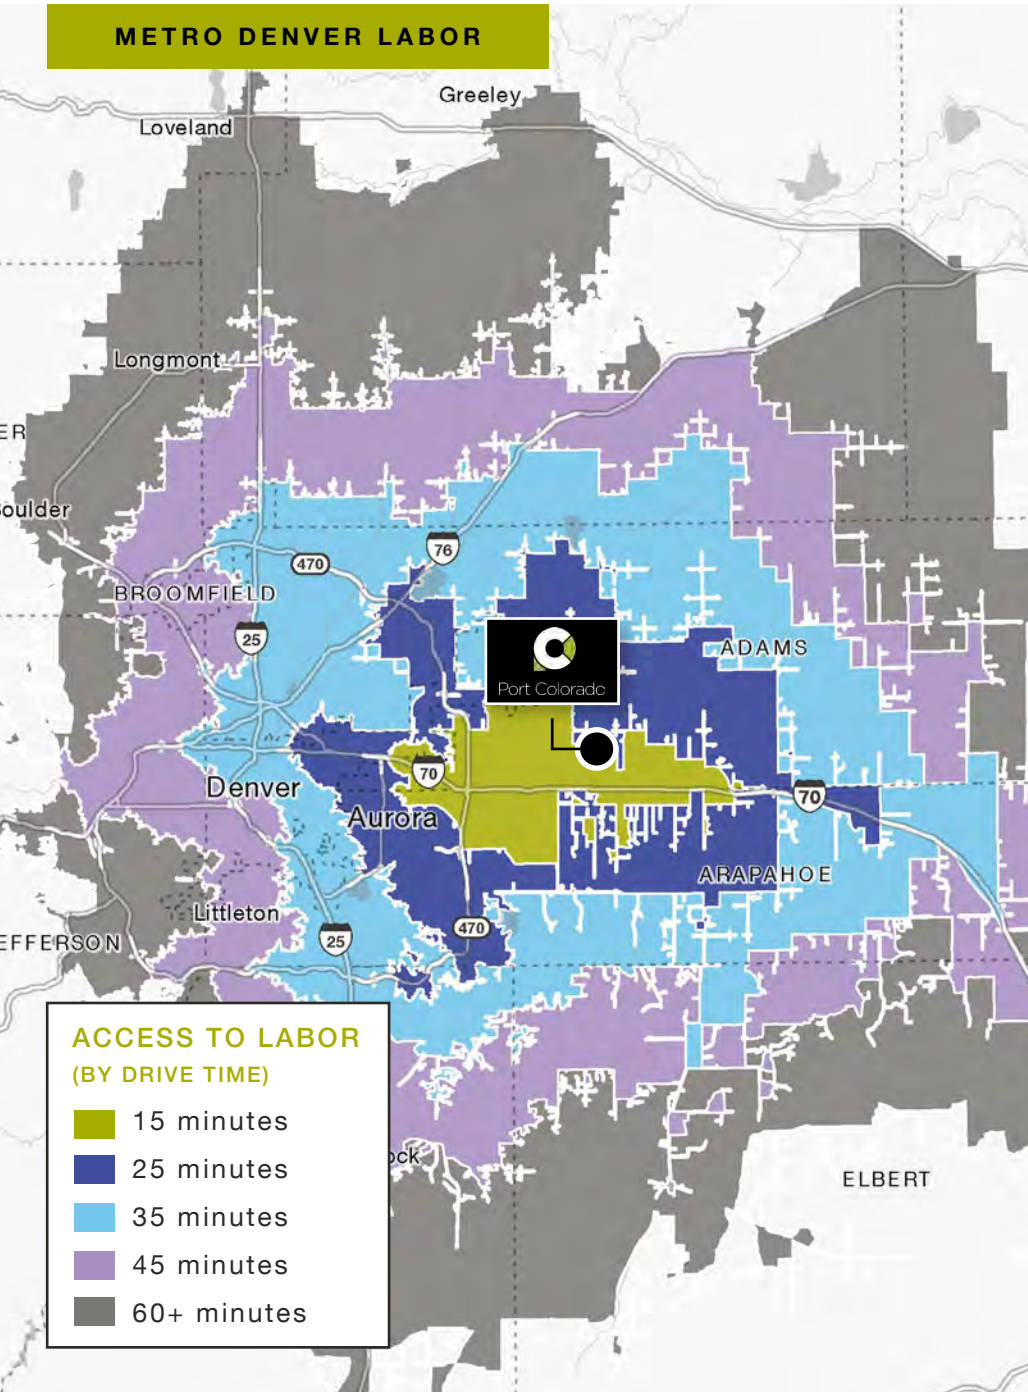 METRO DENVER LABOR
Greeley
Loveland
Longmont
ER
oulder
76
470
BROOMFIELD
25
ADAMS
Port Colorado
70
Denver
70
Aurora
ARAPAHOE
Littleton
470
EFFERSON
25
ock
ELBERT
ACCESS TO LABOR
(BY DRIVE TIME)
15 minutes
25 minutes
35 minutes
45 minutes
60+ minutes